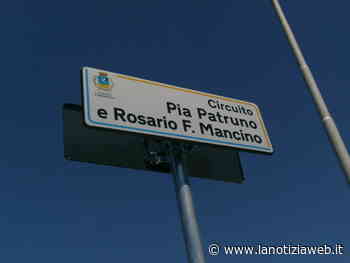 Circuito
Pia Patruno
e Rosario F. Mancino
© www.lanotiziaweb.it